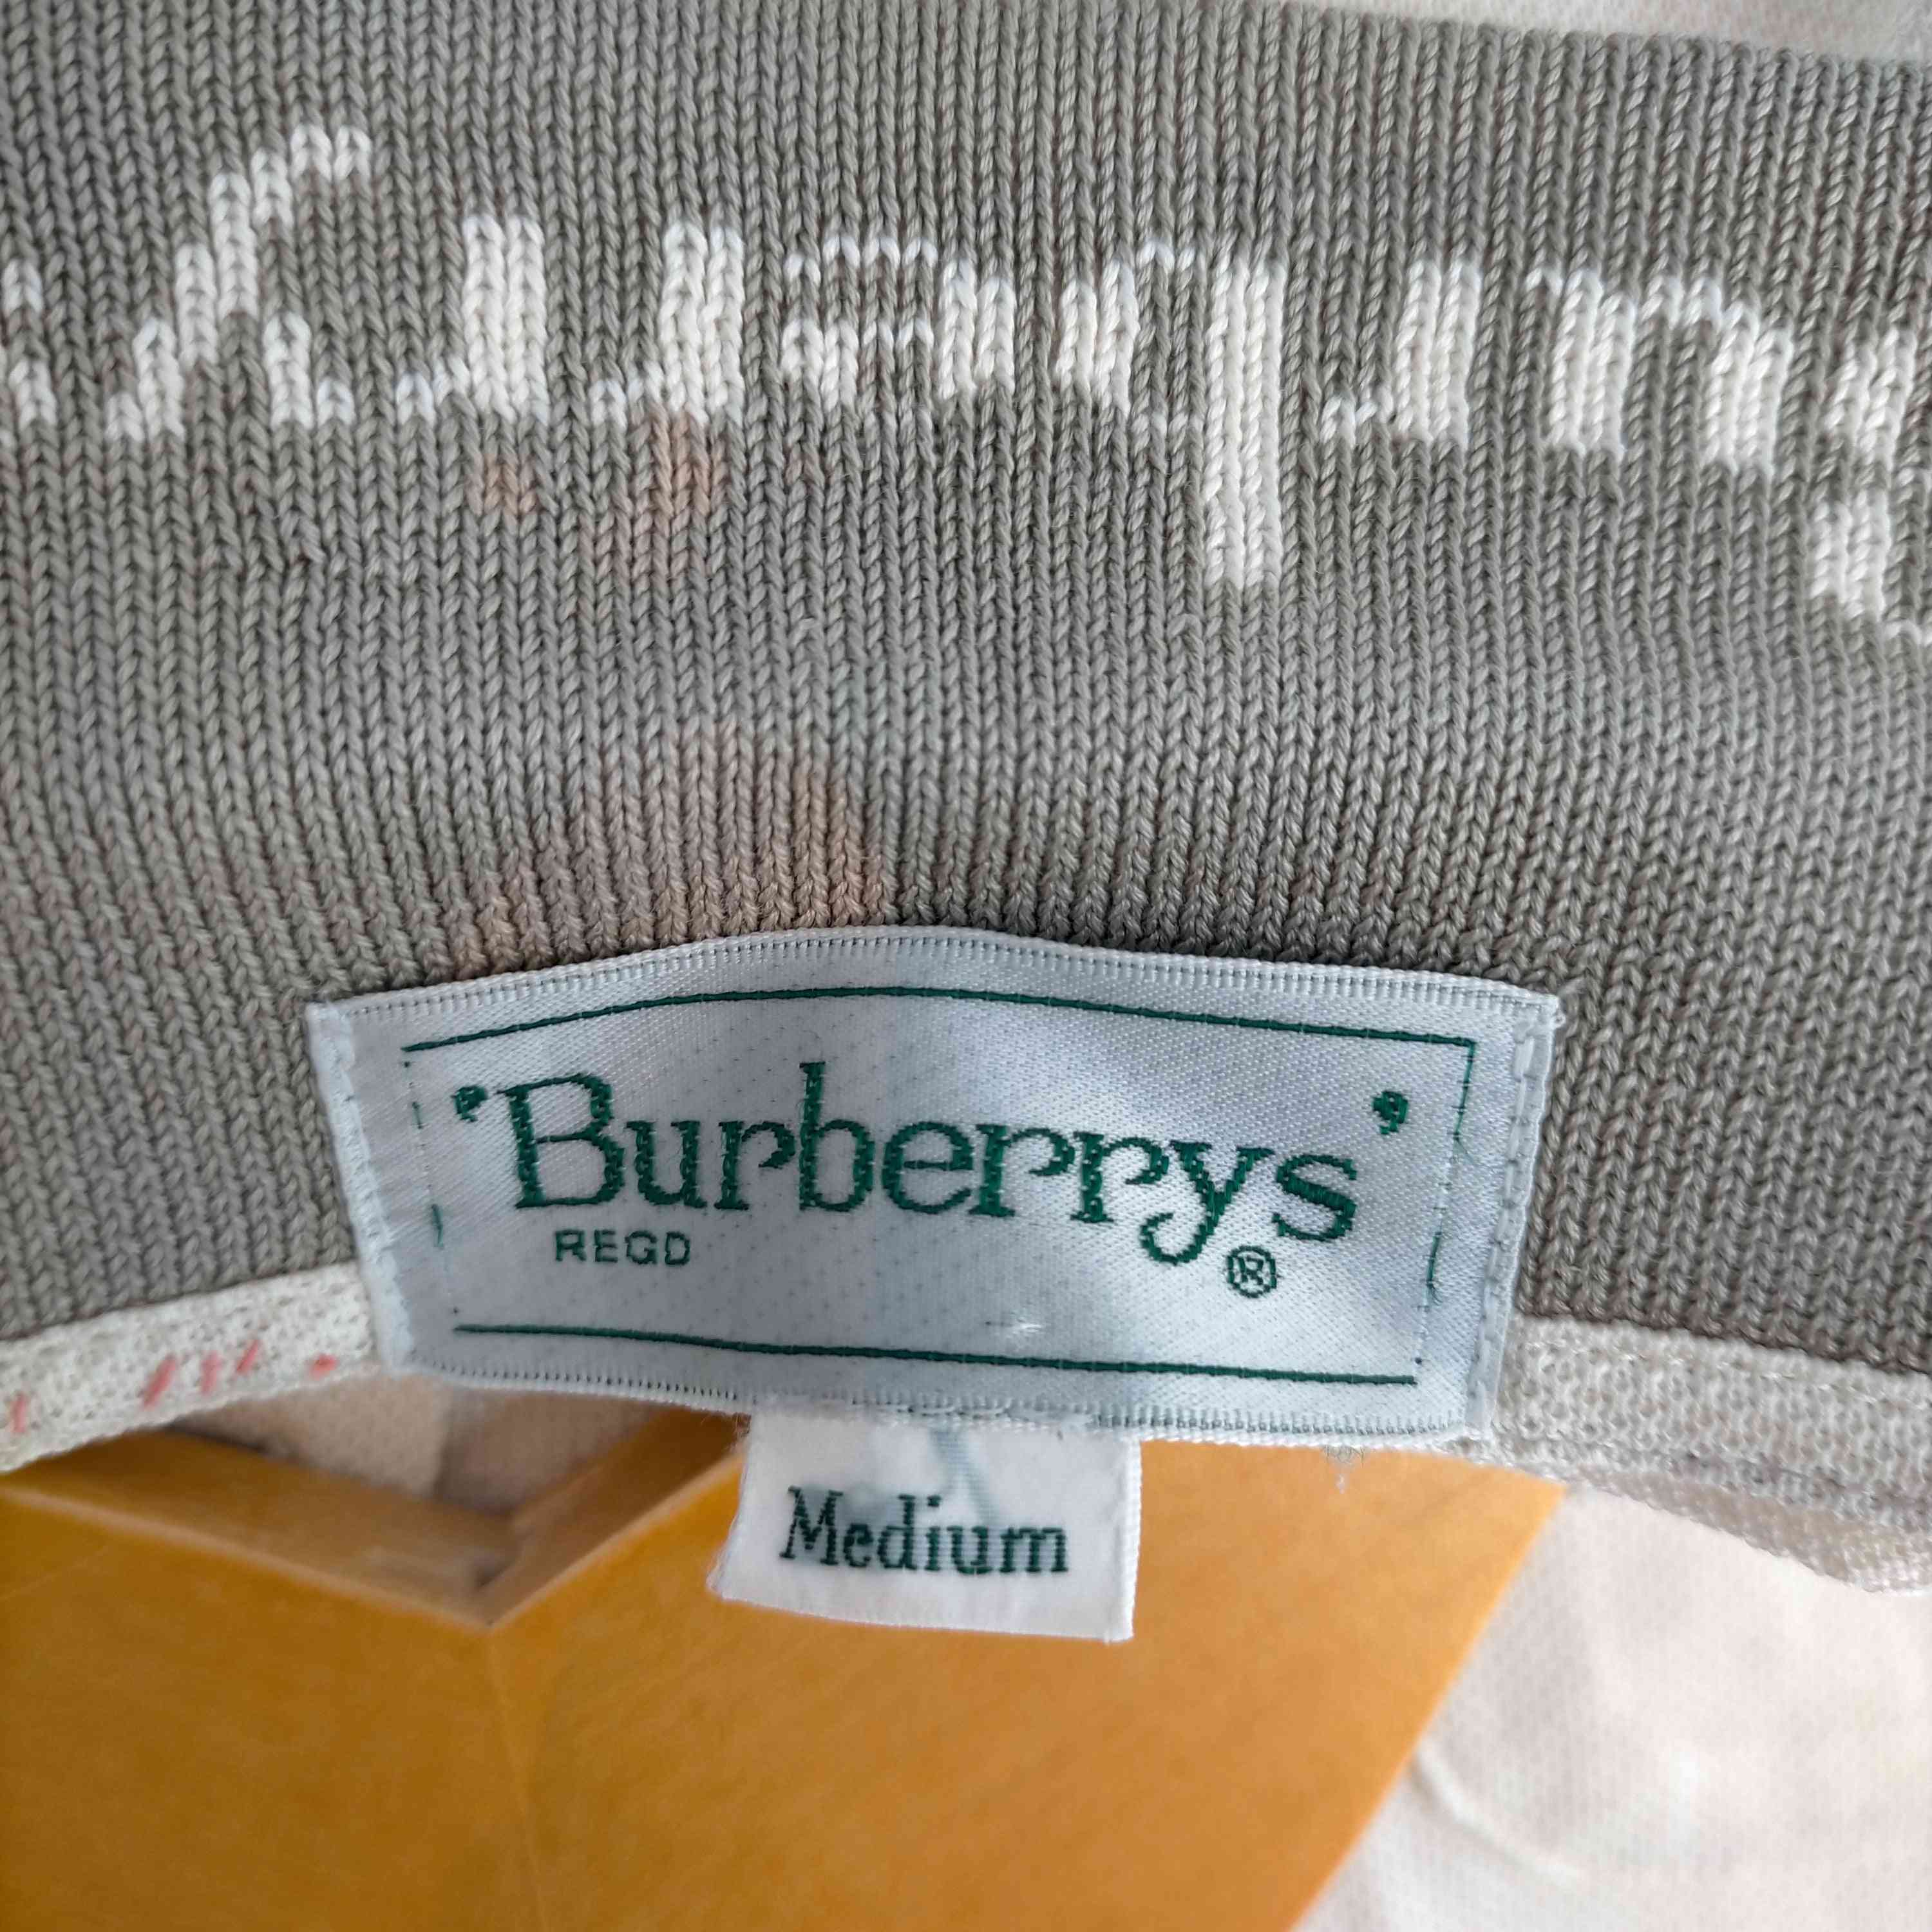 'Burberrys'
REGD
®
Medium